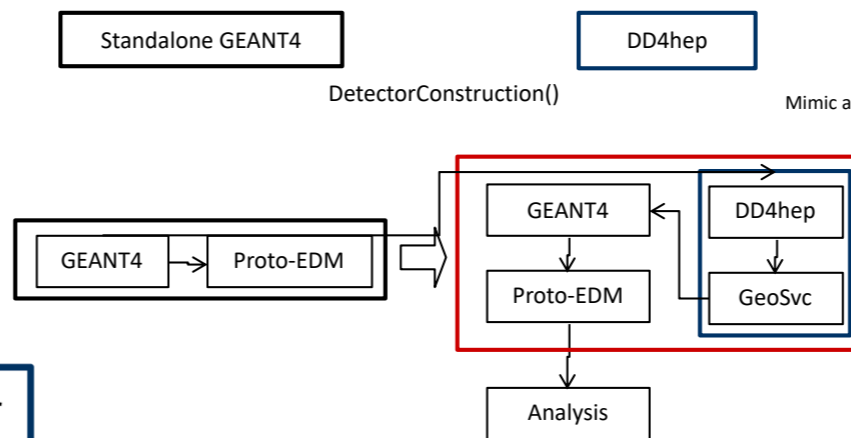 Standalone GEANT4
DD4hep
DetectorConstruction()
Mimic a
GEANT4
DD4hep
GEANT4
Proto-EDM
Proto-EDM
GeoSvc
Analysis